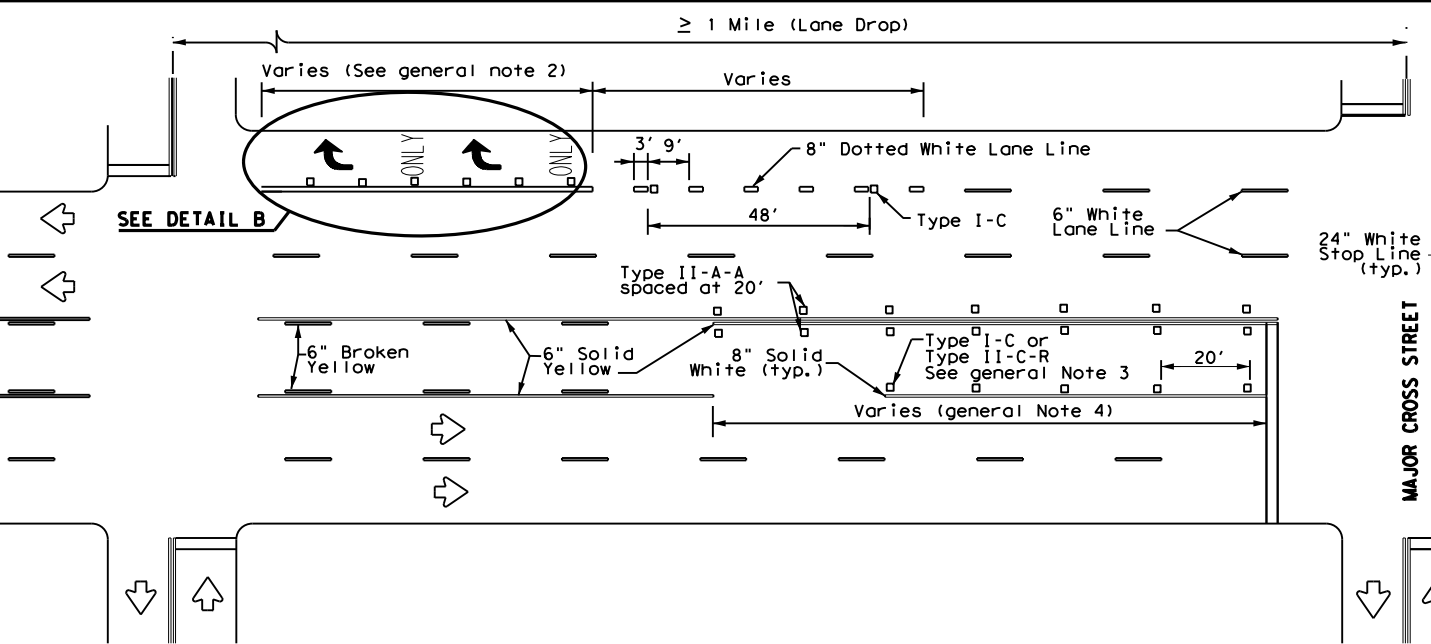 ≥ 1 Mile (Lane Drop)
Varies (See general note 2)
Varies
ONLY
ONLY
3' 9'
8" Dotted White Lane Line
SEE DETAIL B
48'
Type I-C
6" White
Lane Line
24" White
Stop Line
(typ.)
Type II-A-A
spaced at 20'
6" Broken
Yellow
6" Solid
Yellow
8" Solid
White (typ.)
Type I-C or
Type II-C-R
See general Note 3
20'
Varies (general Note 4)
MAJOR CROSS STREET